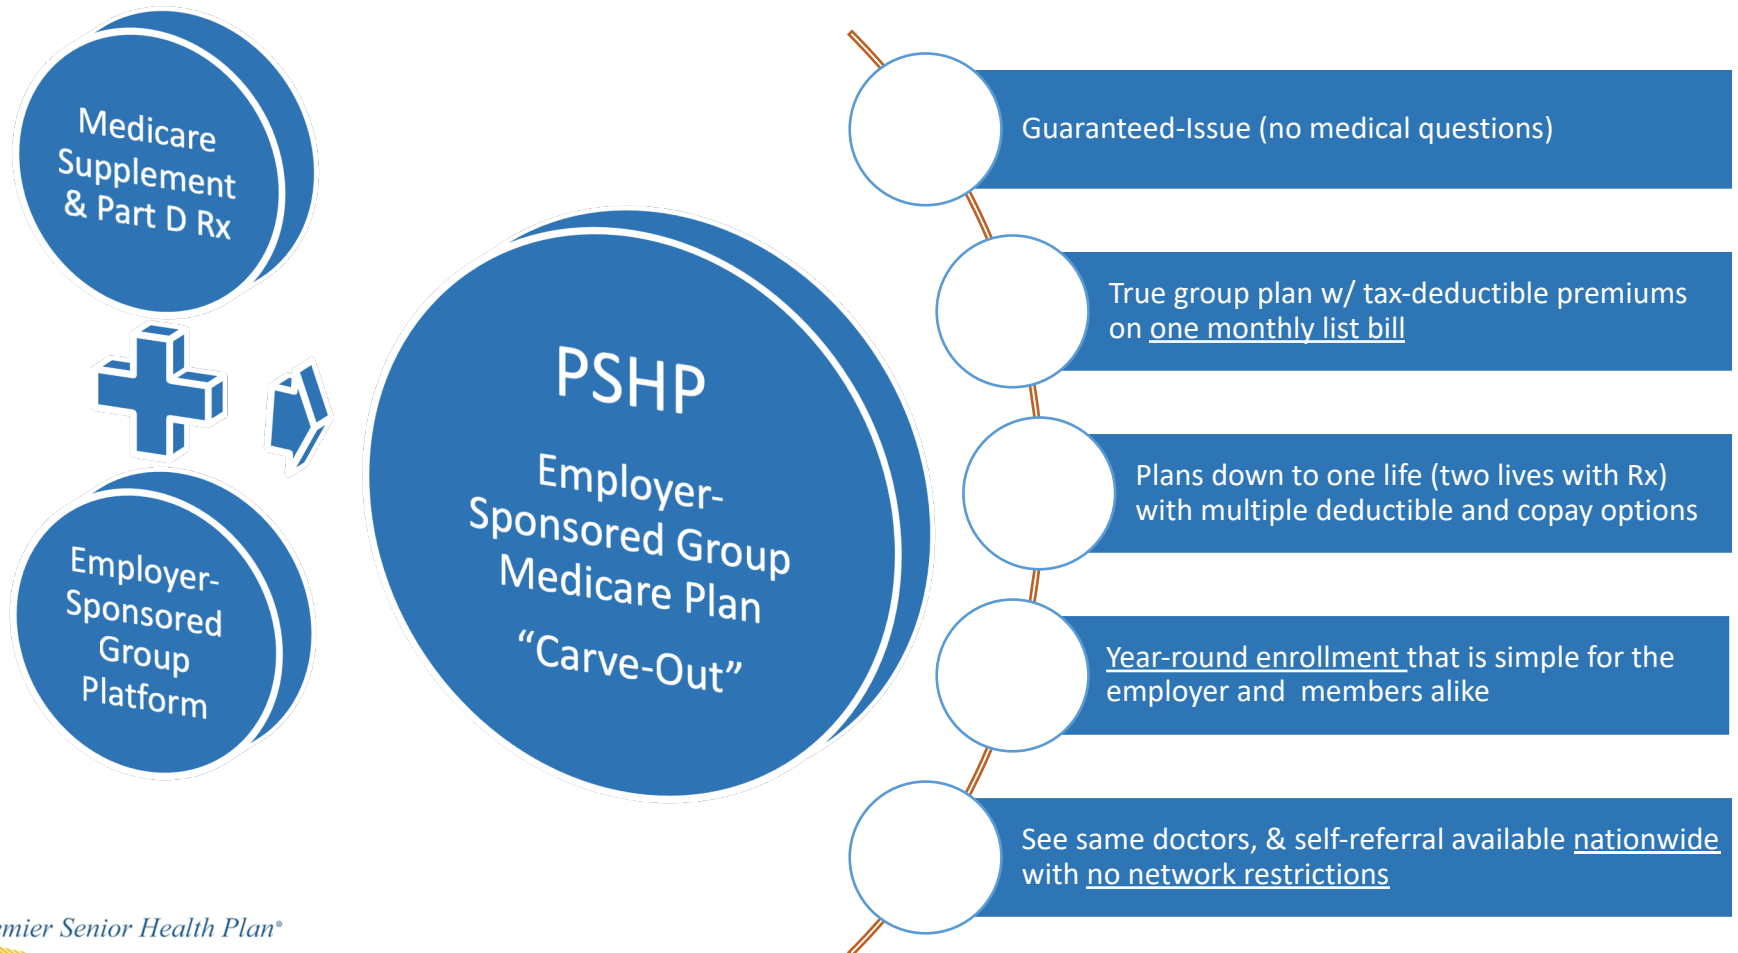 Medicare
Supplement
& Part D Rx
Employer-
Sponsored
Group
Platform
PSHP
Employer-
Sponsored Group
Medicare Plan
“Carve-Out”
Guaranteed-Issue (no medical questions)
True group plan w/ tax-deductible premiums
on one monthly list bill
Plans down to one life (two lives with Rx)
with multiple deductible and copay options
Year-round enrollment that is simple for the
employer and  members alike
See same doctors, & self-referral available nationwide
with no network restrictions
emier Senior Health Plan®